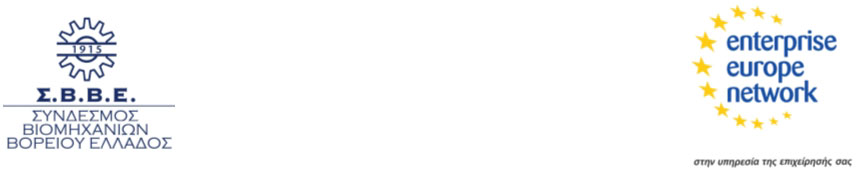 1915
Σ.Β.Β.Ε.
ΣΥΝΔΕΣΜΟΣ
ΒΙΟΜΗΧΑΝΙΩΝ
ΒΟΡΕΙΟΥ ΕΛΛΑΔΟΣ
enterprise
europe
network
στην υπηρεσία της επιχείρησής σας